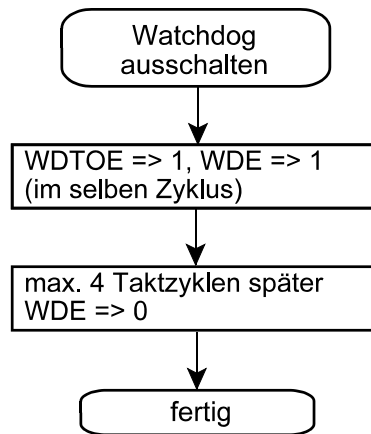 Watchdog
ausschalten
WDTOE => 1, WDE => 1
(im selben Zyklus)
max. 4 Taktzyklen später
WDE => 0
fertig